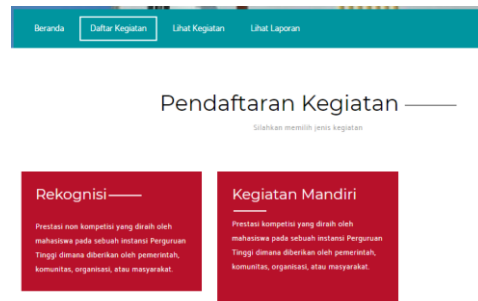 Beranda Daftar Kegiatan Lihat Kegiatan Lihat Laporan
Pendaftaran Kegiatan
Silahkan memilih jenis kegiatan
Rekognisi
Prestasi non kompetisi yang diraih oleh
mahasiswa pada sebuah instansi Perguruan
Tinggi dimana diberikan oleh pemerintah,
komunitas, organisasi, atau masyarakat.
Kegiatan Mandiri
Prestasi kompetisi yang diraih oleh
mahasiswa pada sebuah instansi Perguruan
Tinggi dimana diberikan oleh pemerintah,
komunitas, organisasi, atau masyarakat.